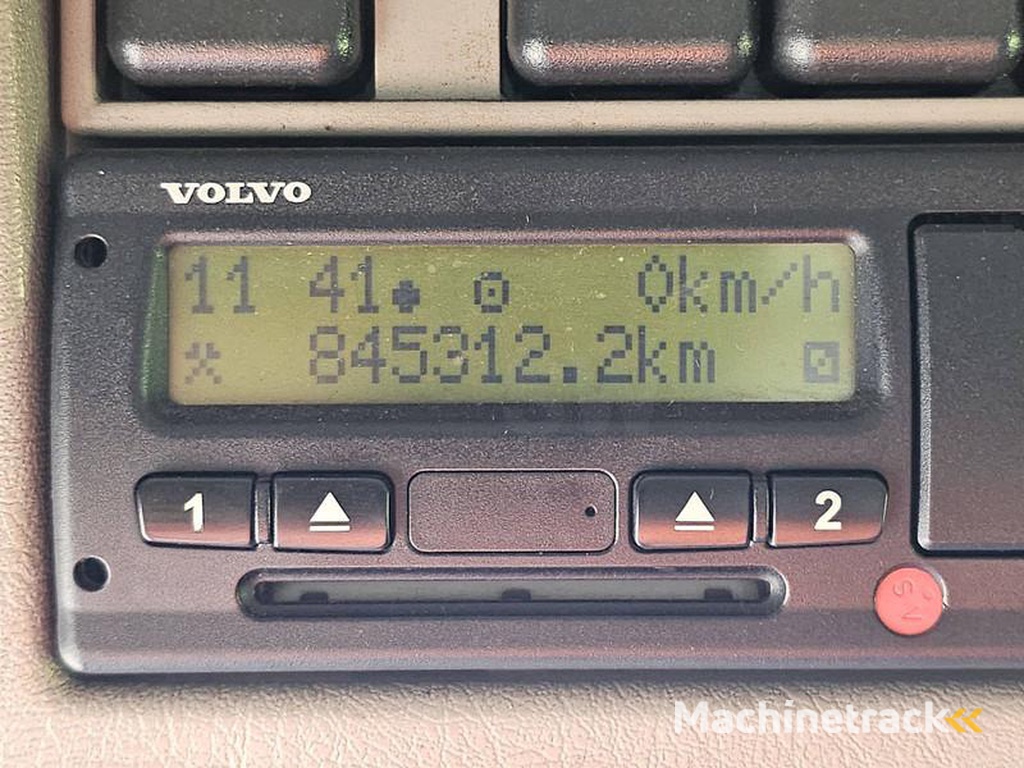 VOLVO
11 41 0km/h
845312.2km
1 2
Machinetrack